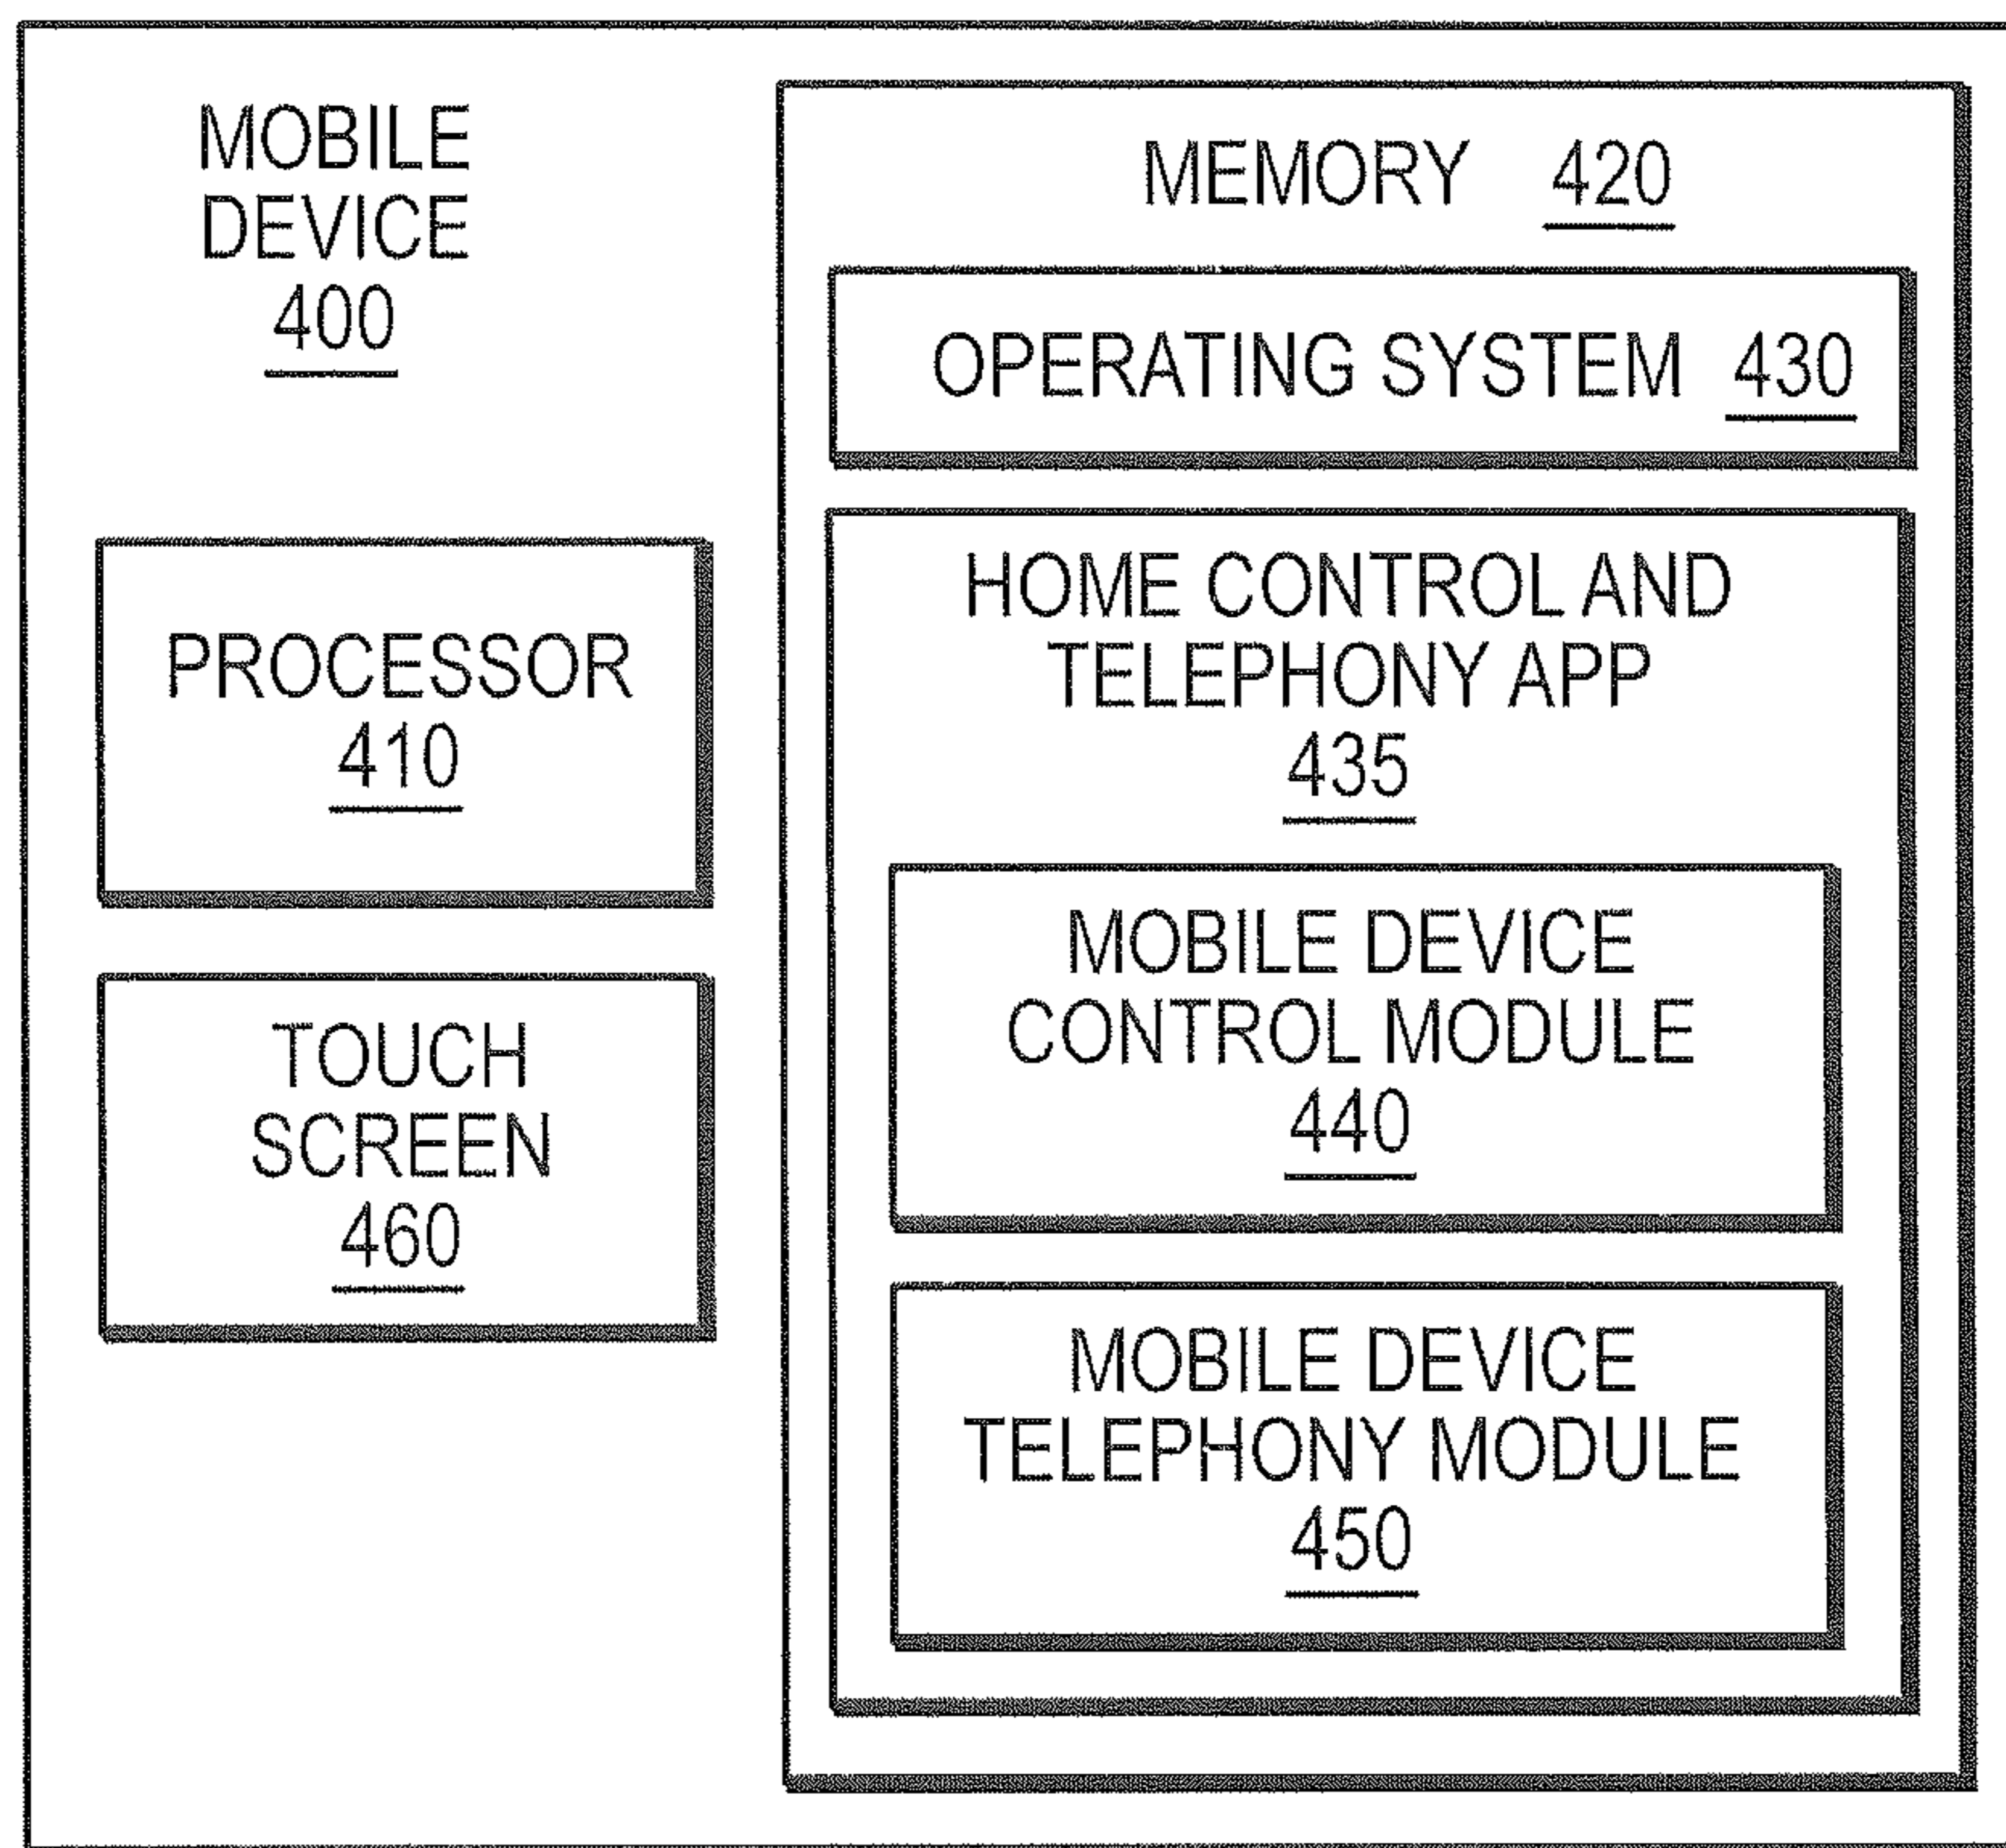 MOBILE
DEVICE
400
PROCESSOR
410
TOUCH
SCREEN
460
MEMORY 420
OPERATING SYSTEM 430
HOME CONTROL AND
TELEPHONY APP
435
MOBILE DEVICE
CONTROL MODULE
440
MOBILE DEVICE
TELEPHONY MODULE
450